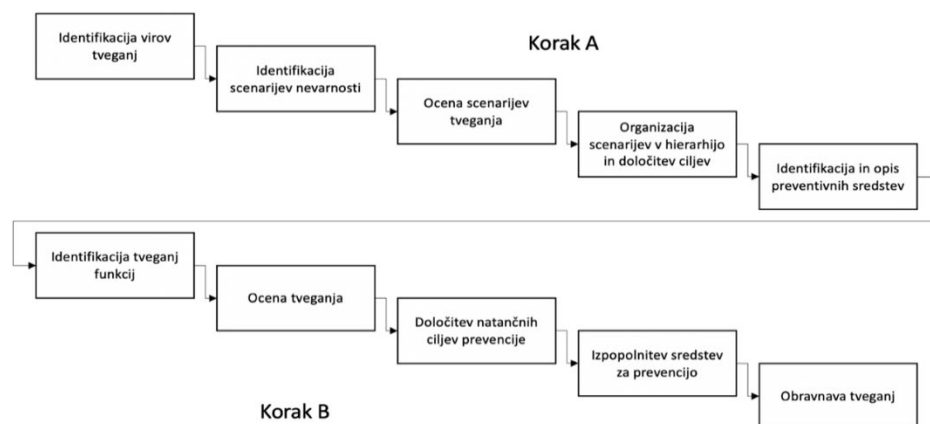 Identifikacija virov
tveganj
Identifikacija
scenarijev nevarnosti
Korak A
Ocena scenarijev
tveganja
Organizacija
scenarijev v hierarhijo
in določitev ciljev
Identifikacija in opis
preventivnih sredstev
Identifikacija tveganj
funkcij
Ocena tveganja
Določitev natančnih
ciljev prevencije
Izpopolnitev sredstev
za prevencijo
Obravnava tveganj
Korak B